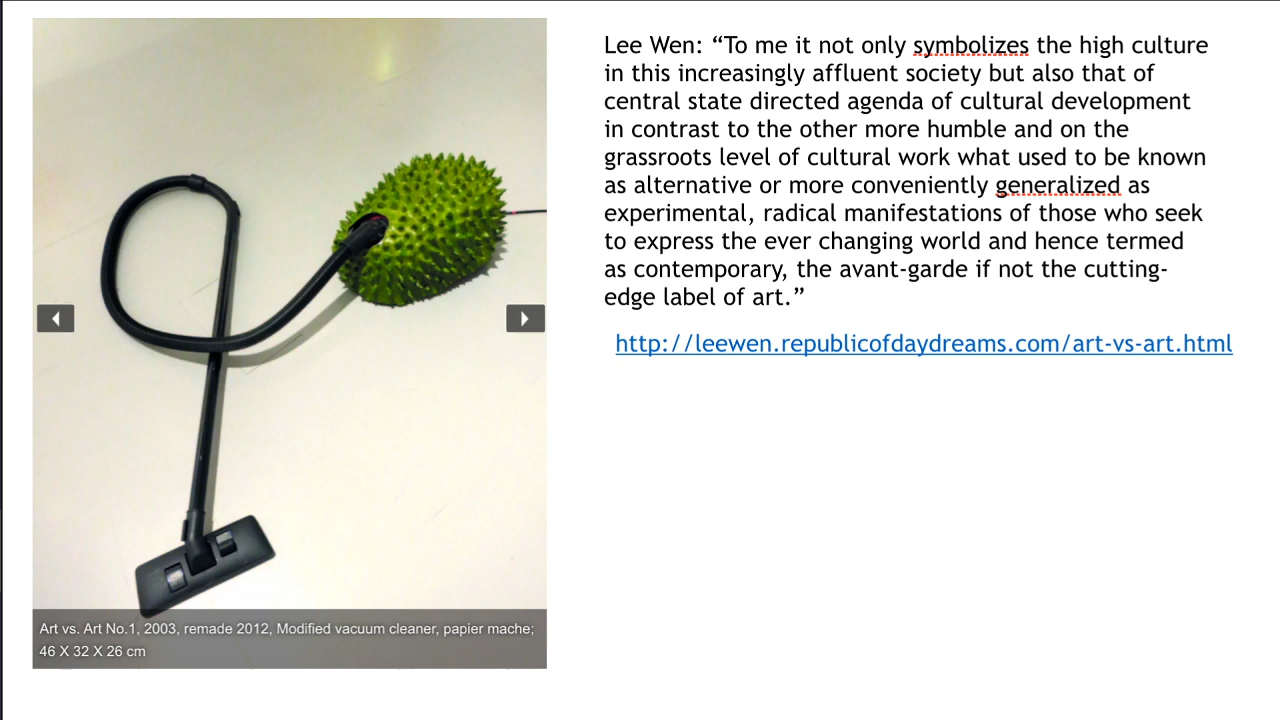 Lee Wen: “To me it not only symbolizes the high culture
in this increasingly affluent society but also that of
central state directed agenda of cultural development
in contrast to the other more humble and on the
grassroots level of cultural work what used to be known
as alternative or more conveniently generalized as
experimental, radical manifestations of those who seek
to express the ever changing world and hence termed
as contemporary, the avant-garde if not the cutting-
edge label of art.”
http://leewen.republicofdaydreams.com/art-vs-art.html
Art vs. Art No.1, 2003, remade 2012, Modified vacuum cleaner, papier mache;
46 X 32 X 26 cm